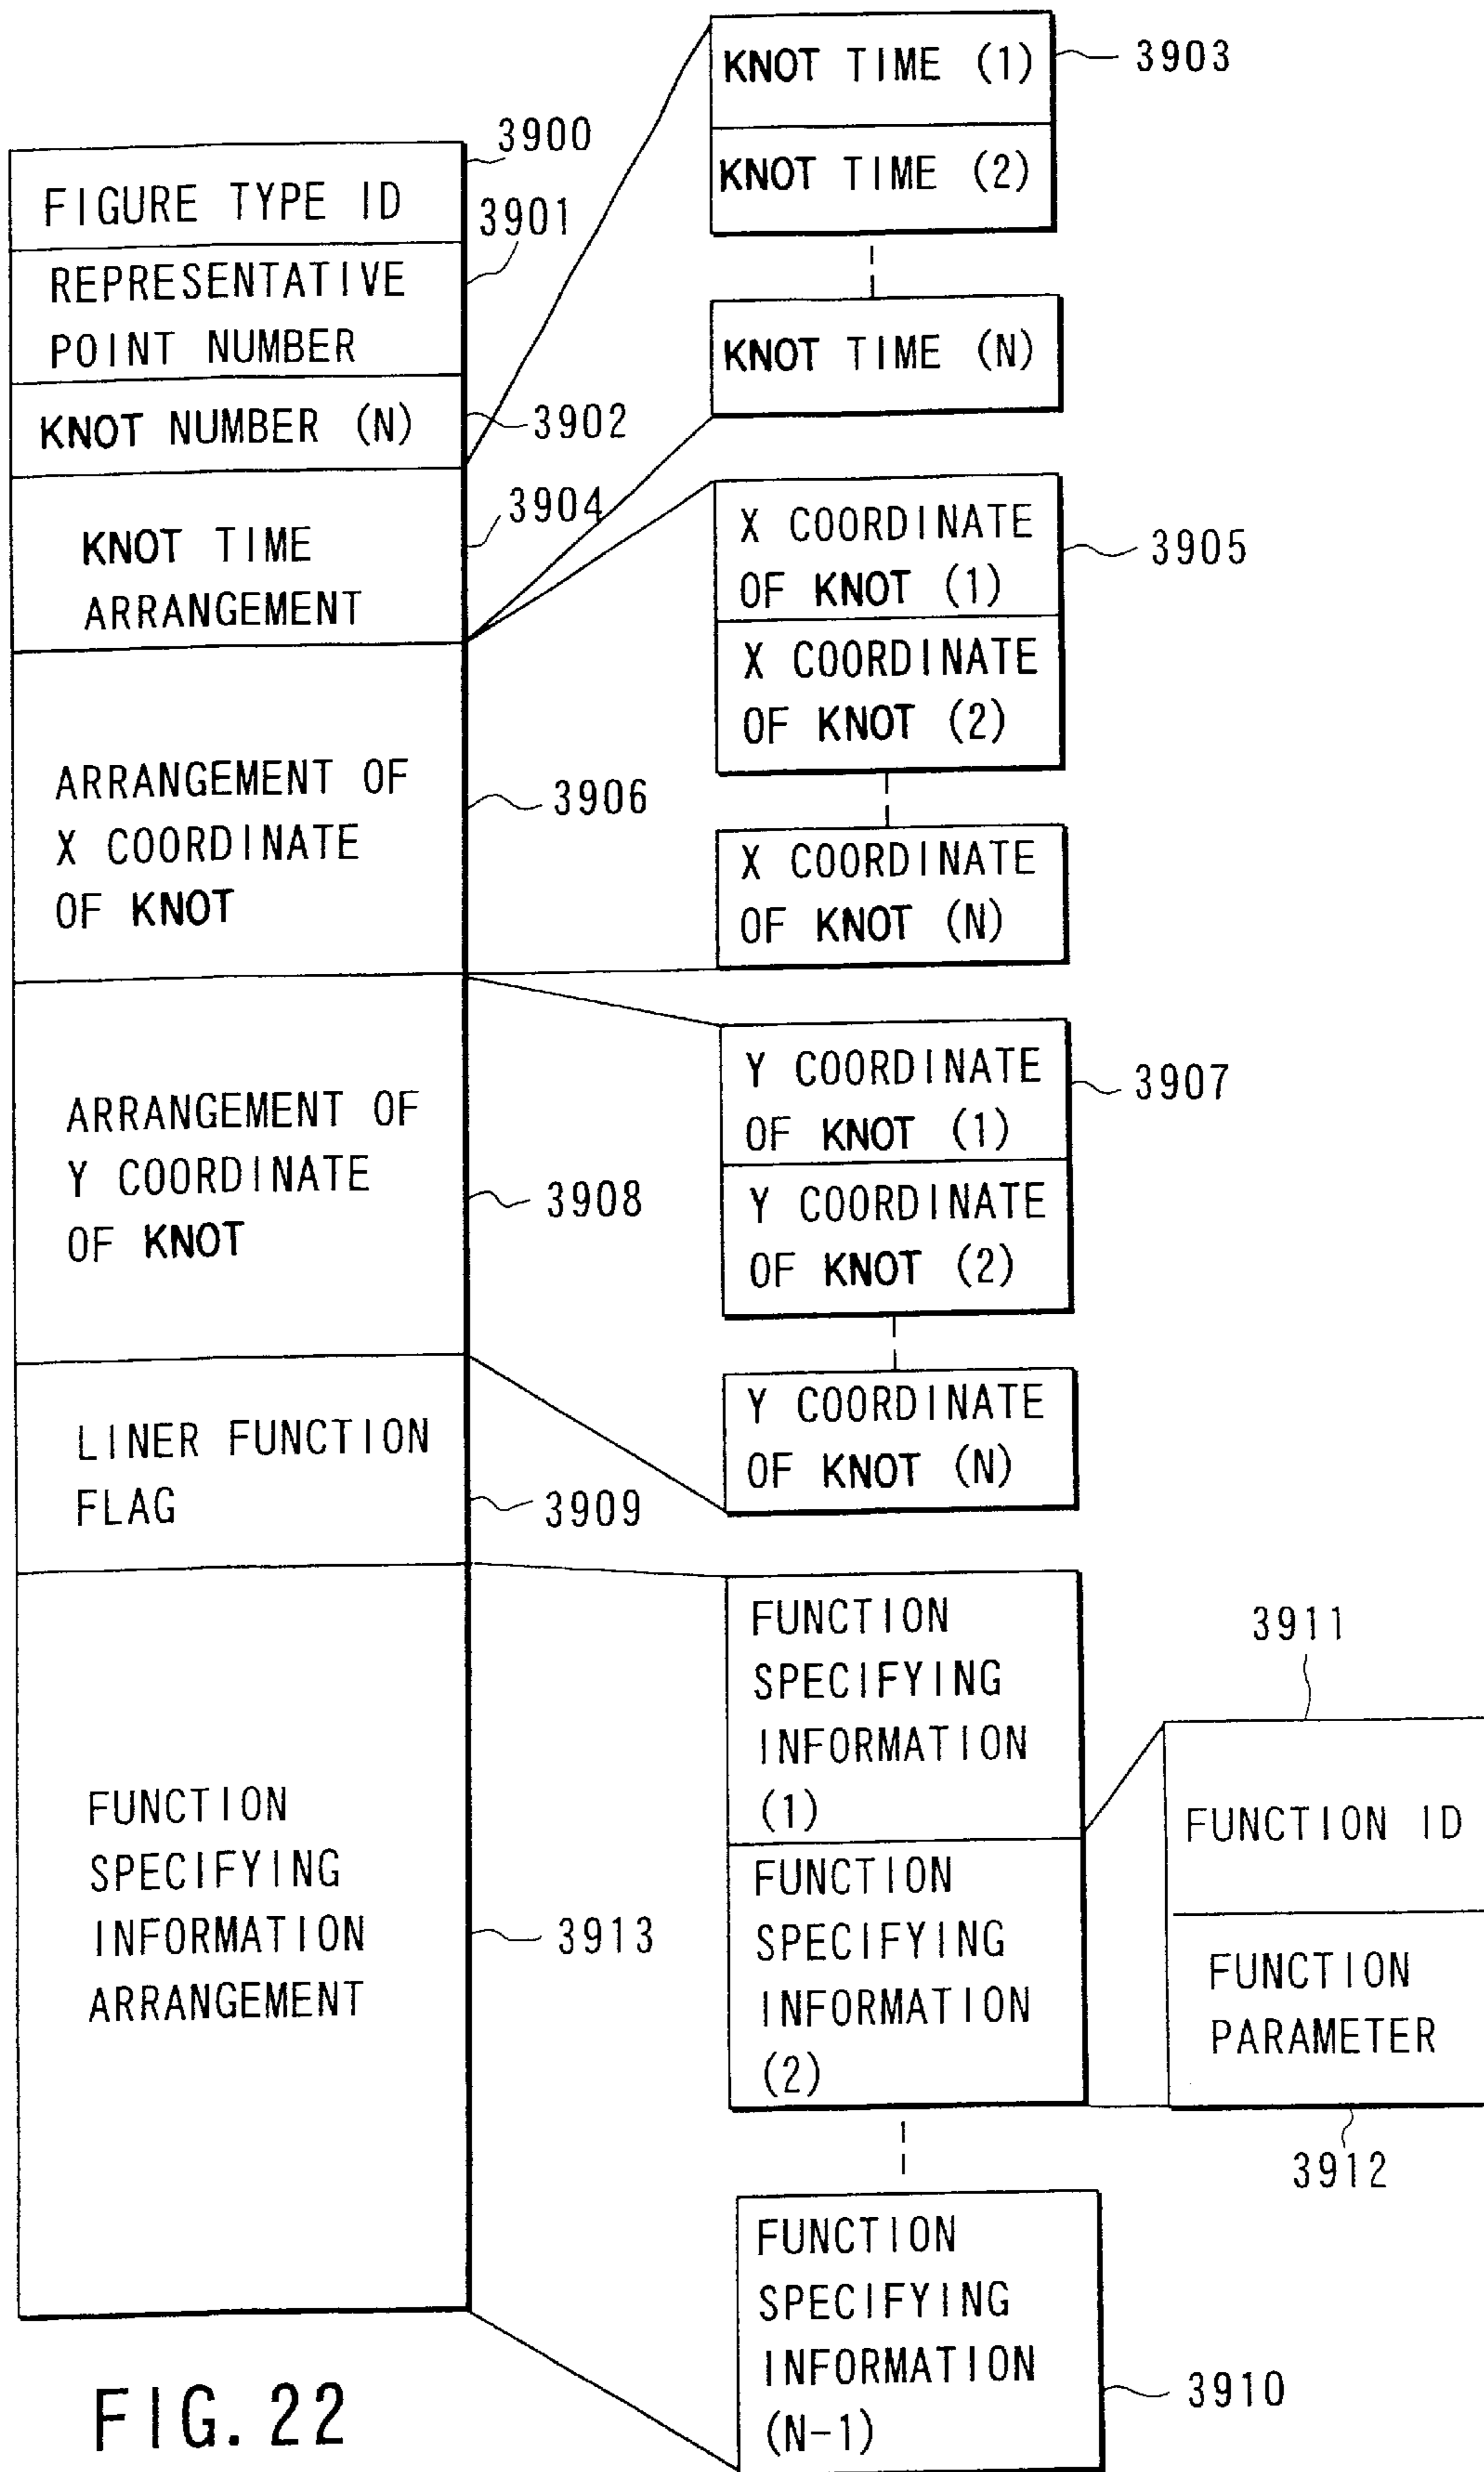 3900
FIGURE TYPE ID
3901
REPRESENTATIVE
POINT NUMBER
KNOT NUMBER (N)
3902
3904
KNOT TIME
ARRANGEMENT
ARRANGEMENT OF
X COORDINATE
OF KNOT
3906
ARRANGEMENT OF
Y COORDINATE
OF KNOT
3908
LINER FUNCTION
FLAG
3909
FUNCTION
SPECIFYING
INFORMATION
ARRANGEMENT
3913
KNOT TIME (1)
3903
KNOT TIME (2)
KNOT TIME (N)
X COORDINATE
OF KNOT (1)
3905
X COORDINATE
OF KNOT (2)
X COORDINATE
OF KNOT (N)
Y COORDINATE
OF KNOT (1)
3907
Y COORDINATE
OF KNOT (2)
Y COORDINATE
OF KNOT (N)
FUNCTION
SPECIFYING
INFORMATION
(1)
FUNCTION
SPECIFYING
INFORMATION
(2)
3911
FUNCTION ID
FUNCTION
PARAMETER
3912
FUNCTION
SPECIFYING
INFORMATION
(N-1)
3910
FIG. 22